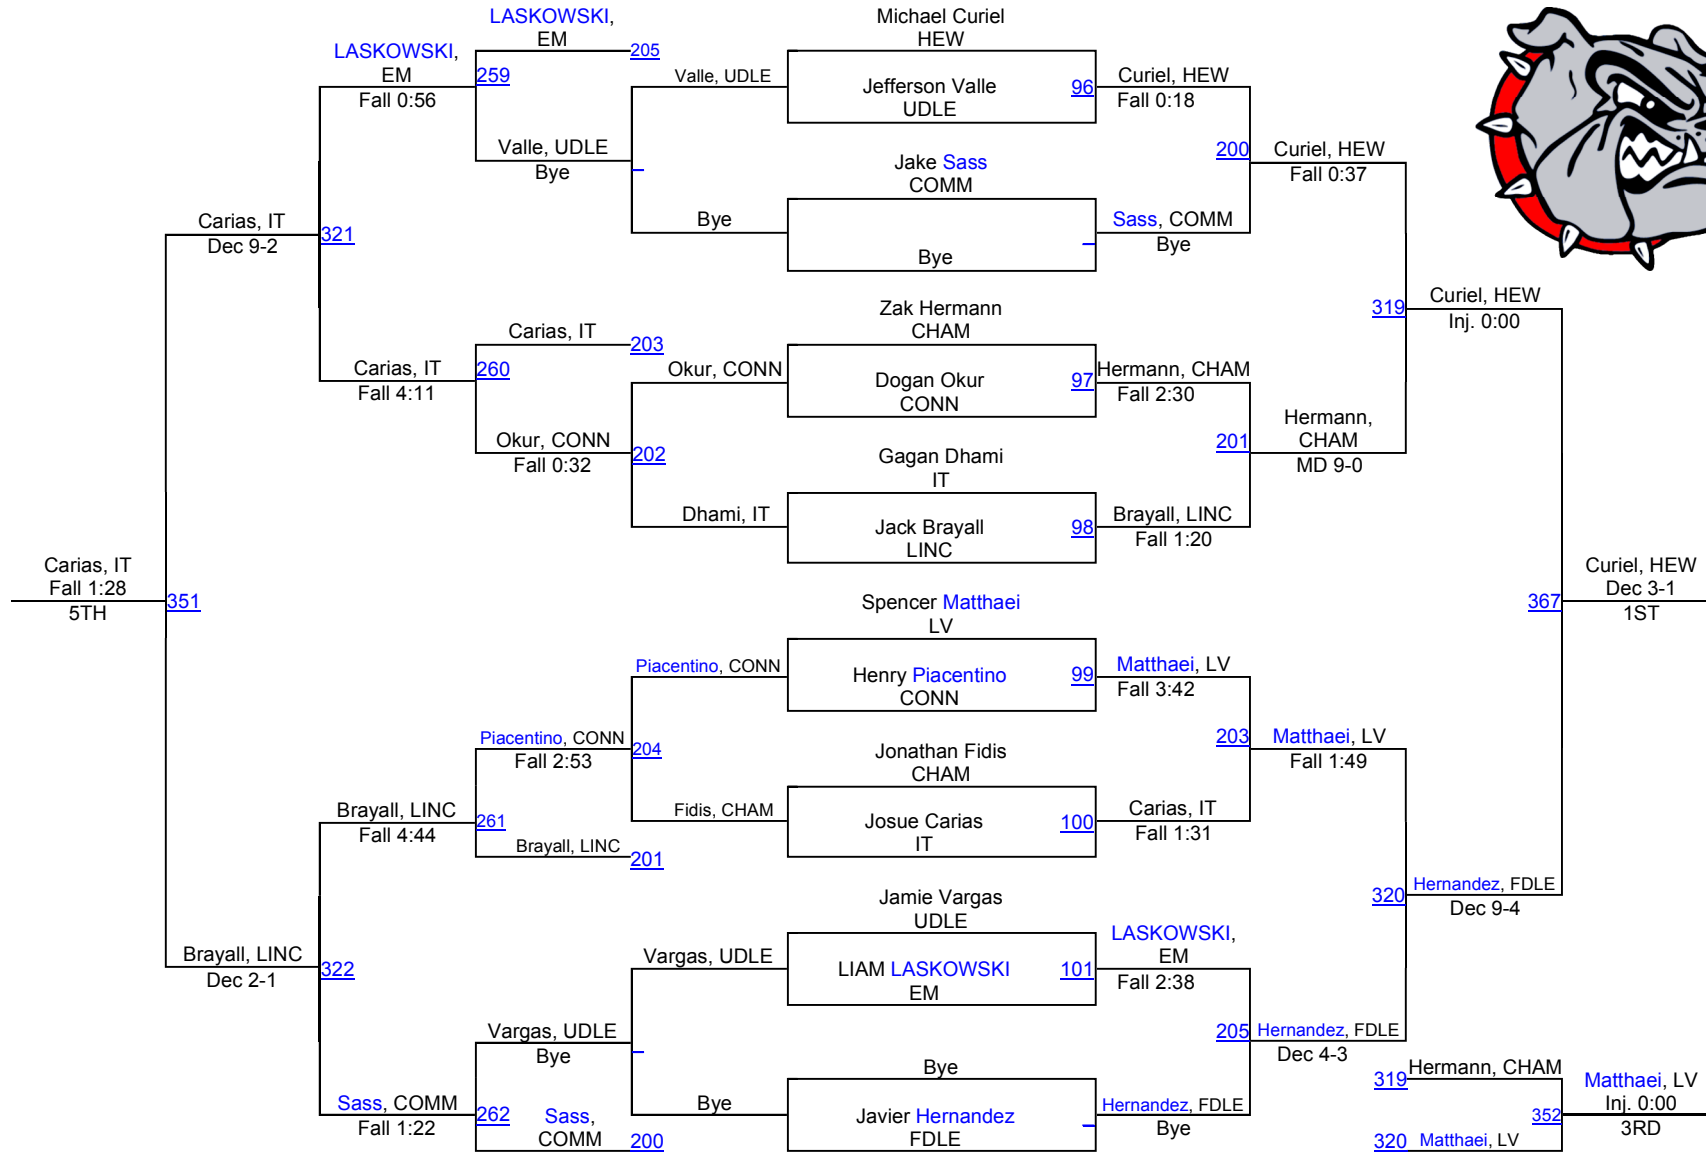 LASKOWSKI,
EM
205
LASKOWSKI,
EM
Fall 0:56
259
Valle, UDLE
Bye
Carias, IT
Dec 9-2
321
Carias, IT
203
Carias, IT
Fall 4:11
260
Okur, CONN
Fall 0:32
202
Carias, IT
Fall 1:28
5TH
351
Piacentino, CONN
Fall 2:53
204
Brayall, LINC
Fall 4:44
261
Brayall, LINC
201
Brayall, LINC
Dec 2-1
322
Vargas, UDLE
Bye
Sass, COMM
Fall 1:22
262
Sass,
COMM
200
Valle, UDLE
Bye
Okur, CONN
Dhami, IT
Piacentino, CONN
Fidis, CHAM
Vargas, UDLE
Bye
Michael Curiel
HEW
Jefferson Valle
UDLE
96
Jake Sass
COMM
Bye
Zak Hermann
CHAM
Dogan Okur
CONN
97
Gagan Dhami
IT
Jack Brayall
LINC
98
Spencer Matthaei
LV
Henry Piacentino
CONN
99
Jonathan Fidis
CHAM
Josue Carias
IT
100
Jamie Vargas
UDLE
LIAM LASKOWSKI
EM
101
Bye
Javier Hernandez
FDLE
Curiel, HEW
Fall 0:18
200
Sass, COMM
Bye
Hermann, CHAM
Fall 2:30
201
Brayall, LINC
Fall 1:20
Matthaei, LV
Fall 3:42
203
Carias, IT
Fall 1:31
LASKOWSKI,
EM
Fall 2:38
205
Hernandez, FDLE
Bye
Curiel, HEW
Fall 0:37
319
Hermann,
CHAM
MD 9-0
Matthaei, LV
Fall 1:49
320
Hernandez, FDLE
Dec 4-3
Curiel, HEW
Inj. 0:00
367
Hernandez, FDLE
Dec 9-4
Curiel, HEW
Dec 3-1
1ST
319
Hermann, CHAM
352
320
Matthaei, LV
Matthaei, LV
Inj. 0:00
3RD